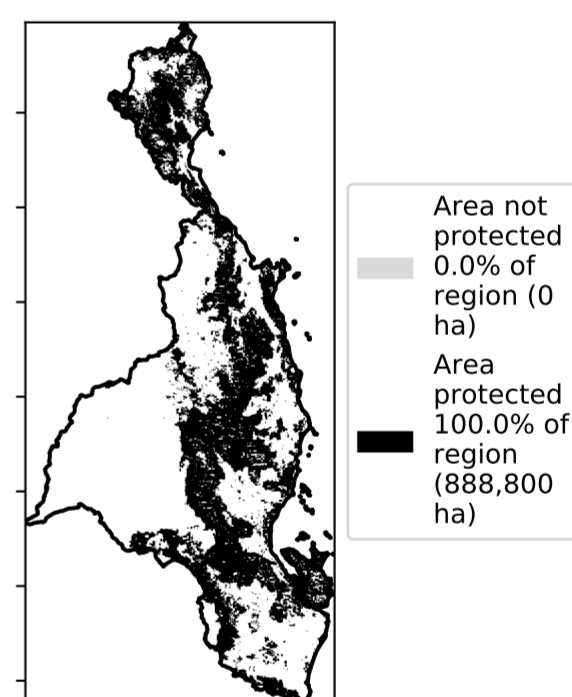 Area not
protected
0.0% of
region (0
ha)
Area
protected
100.0% of
region
(888,800
ha)